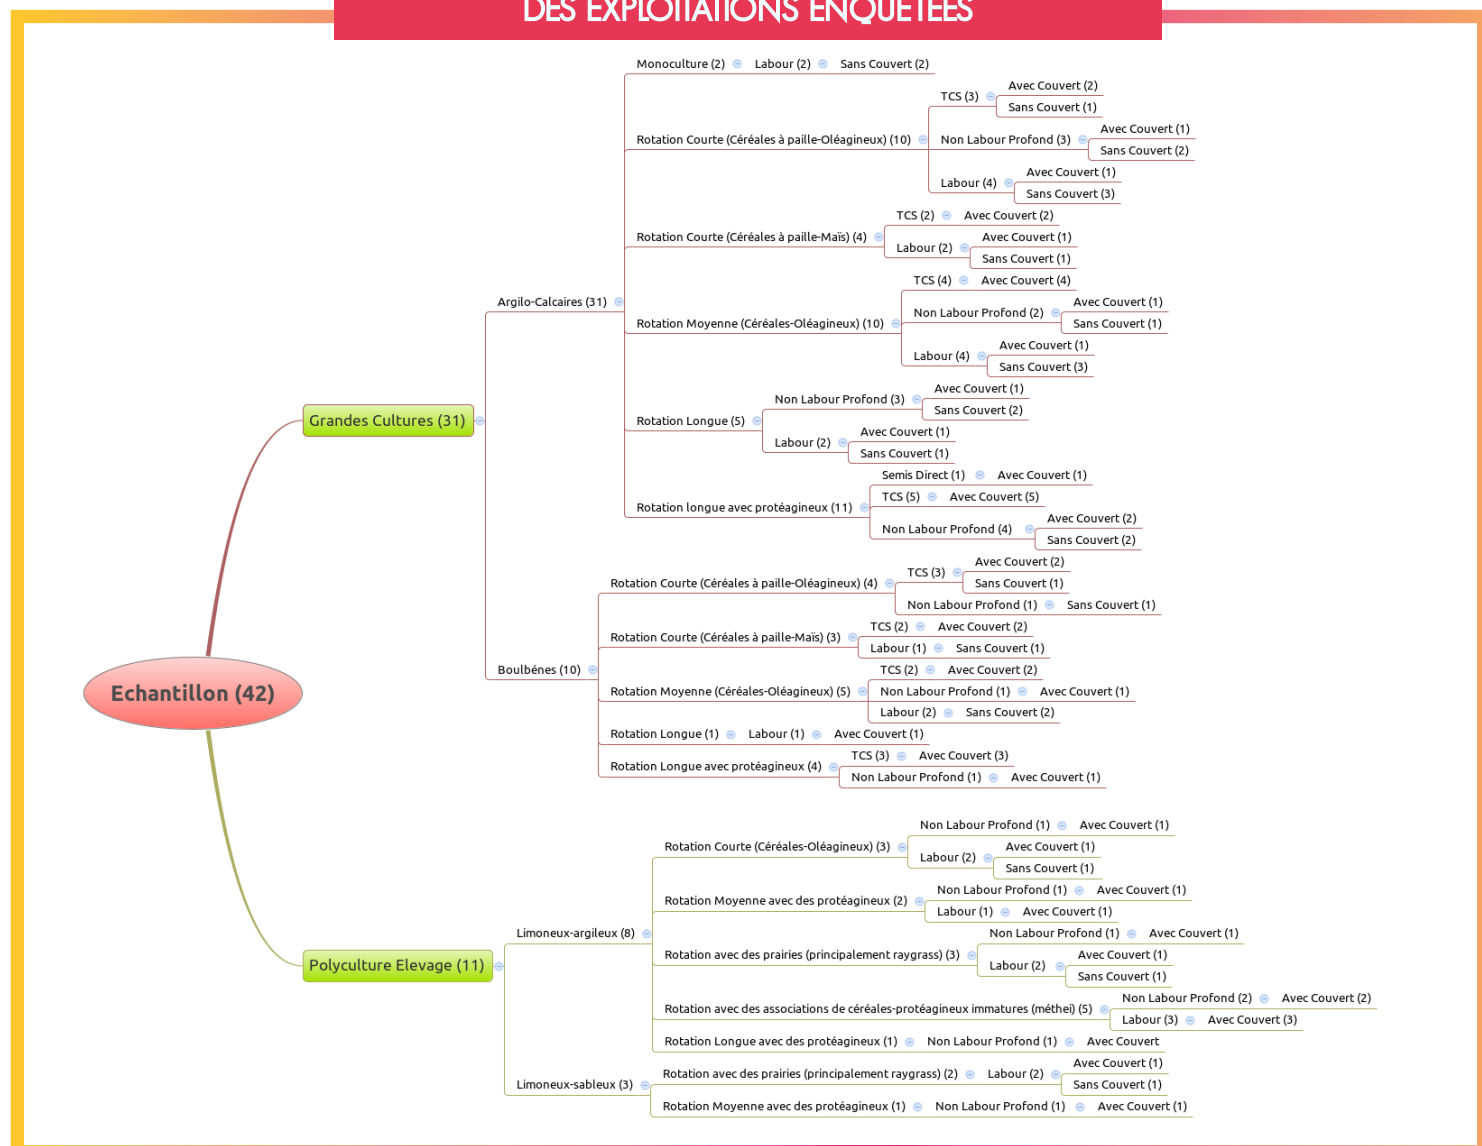 DES EXPLOITATIONS ENQUÊTÉES
Monoculture (2) Labour (2) Sans Couvert (2)
Avec Couvert (2)
TCS (3)
Sans Couvert (1)
Avec Couvert (1)
Rotation Courte (Céréales à paille-Oléagineux) (10) Non Labour Profond (3)
Sans Couvert (2)
Avec Couvert (1)
Labour (4)
Sans Couvert (3)
TCS (2) Avec Couvert (2)
Rotation Courte (Céréales à paille-Maïs) (4)
Avec Couvert (1)
Labour (2)
Sans Couvert (1)
TCS (4) Avec Couvert (4)
Argilo-Calcaires (31)
Avec Couvert (1)
Non Labour Profond (2)
Rotation Moyenne (Céréales-Oléagineux) (10)
Sans Couvert (1)
Avec Couvert (1)
Labour (4)
Sans Couvert (3)
Avec Couvert (1)
Non Labour Profond (3)
Sans Couvert (2)
Grandes Cultures (31)
Rotation Longue (5)
Avec Couvert (1)
Labour (2)
Sans Couvert (1)
Semis Direct (1) Avec Couvert (1)
TCS (5) Avec Couvert (5)
Rotation longue avec protéagineux (11)
Avec Couvert (2)
Non Labour Profond (4)
Sans Couvert (2)
Avec Couvert (2)
TCS (3)
Rotation Courte (Céréales à paille-Oléagineux) (4)
Sans Couvert (1)
Non Labour Profond (1) Sans Couvert (1)
TCS (2) Avec Couvert (2)
Rotation Courte (Céréales à paille-Maïs) (3)
Labour (1) Sans Couvert (1)
Boulbénes (10)
TCS (2) Avec Couvert (2)
Rotation Moyenne (Céréales-Oléagineux) (5) Non Labour Profond (1) Avec Couvert (1)
Echantillon (42)
Labour (2) Sans Couvert (2)
Rotation Longue (1) Labour (1) Avec Couvert (1)
TCS (3) Avec Couvert (3)
Rotation Longue avec protéagineux (4)
Non Labour Profond (1) Avec Couvert (1)
Non Labour Profond (1) Avec Couvert (1)
Rotation Courte (Céréales-Oléagineux) (3)
Avec Couvert (1)
Labour (2)
Sans Couvert (1)
Non Labour Profond (1) Avec Couvert (1)
Rotation Moyenne avec des protéagineux (2)
Labour (1) Avec Couvert (1)
Limoneux-argileux (8)
Non Labour Profond (1) Avec Couvert (1)
Rotation avec des prairies (principalement raygrass) (3)
Avec Couvert (1)
Labour (2)
Sans Couvert (1)
Polyculture Elevage (11)
Non Labour Profond (2) Avec Couvert (2)
Rotation avec des associations de céréales-protéagineux immatures (méthei) (5)
Labour (3) Avec Couvert (3)
Rotation Longue avec des protéagineux (1) Non Labour Profond (1) Avec Couvert
Avec Couvert (1)
Rotation avec des prairies (principalement raygrass) (2) Labour (2)
Limoneux-sableux (3)
Sans Couvert (1)
Rotation Moyenne avec des protéagineux (1) Non Labour Profond (1) Avec Couvert (1)